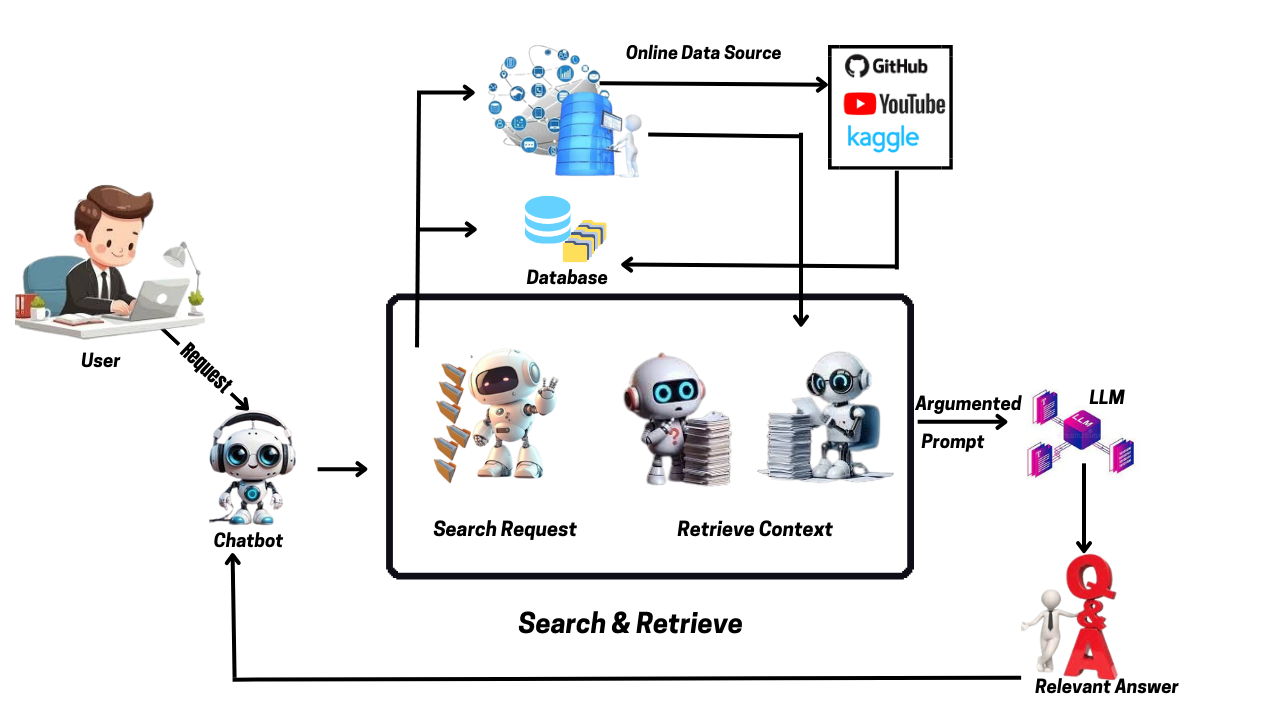 Online Data Source
GitHub
YouTube
kaggle
Database
User
Request
Chatbot
Search Request
Retrieve Context
Argumented
Prompt
LLM
LLM
Search & Retrieve
Q
&
A
Relevant Answer